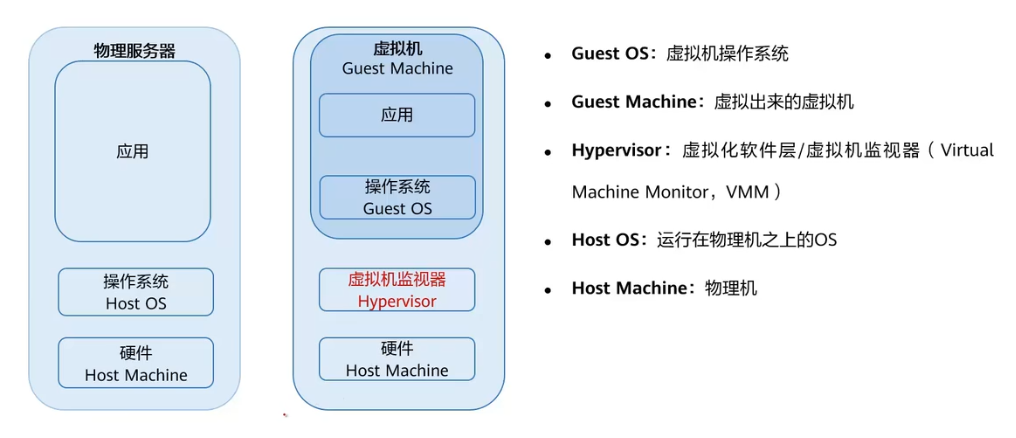 物理服务器
应用
操作系统
Host OS
硬件
Host Machine
虚拟机
Guest Machine
应用
操作系统
Guest OS
虚拟机监视器
Hypervisor
硬件
Host Machine
• Guest OS：虚拟机操作系统
• Guest Machine：虚拟出来的虚拟机
• Hypervisor：虚拟化软件层/虚拟机监视器（Virtual
Machine Monitor，VMM）
• Host OS：运行在物理机之上的OS
• Host Machine：物理机